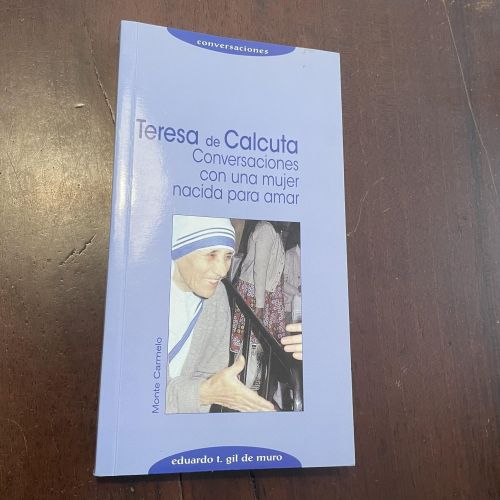 conversaciones
Teresa de Calcuta
Conversaciones
con una mujer
nacida para amar
Monte Carmelo
eduardo t. gil de muro